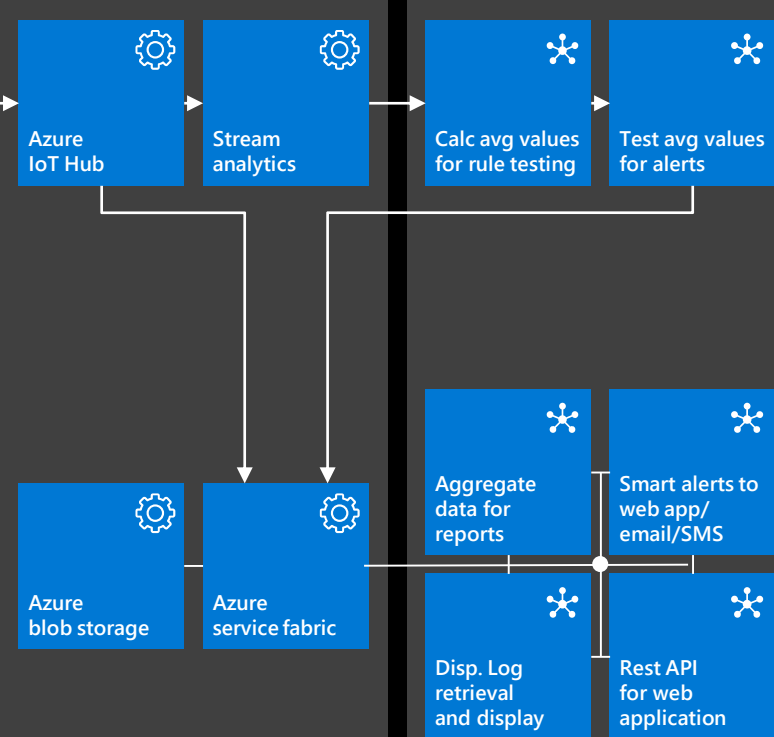 Azure
IoT Hub
Stream
analytics
Calc avg values
for rule testing
Test avg values
for alerts
Aggregate
data for
reports
Smart alerts to
web app/
email/SMS
Azure
blob storage
Azure
service fabric
Disp. Log
retrieval
and display
Rest API
for web
application